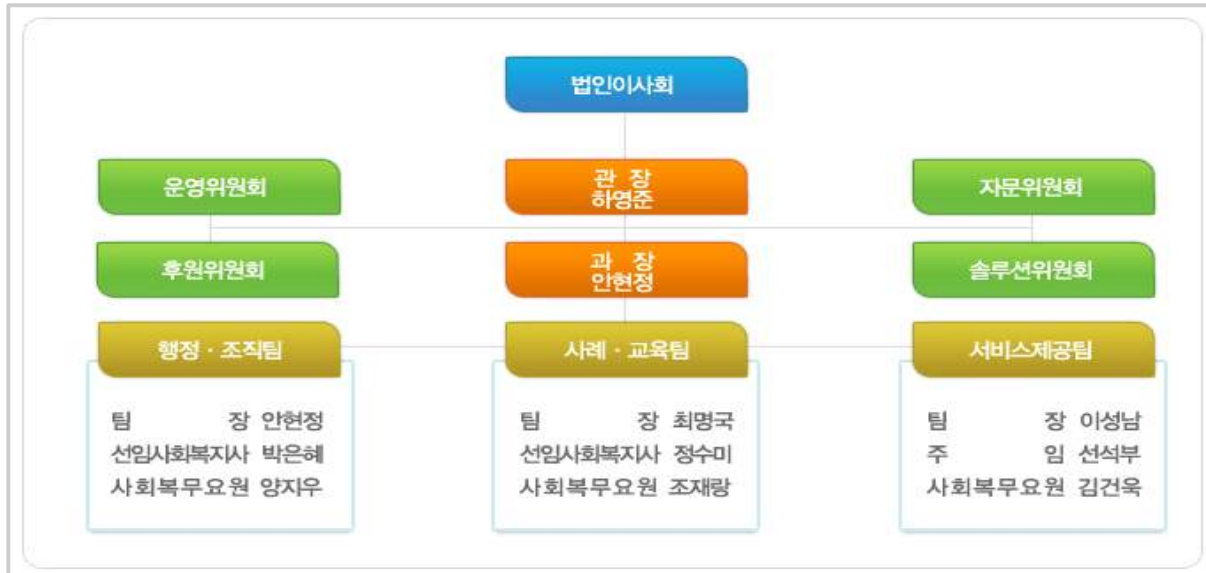 법인이사회
운영위원회
관 장
하영준
자문위원회
후원위원회
과 장
안현정
솔루션위원회
행정 · 조직팀
사례 · 교육팀
서비스제공팀
팀 장 안현정
선임사회복지사 박은혜
사회복무요원 양지우
팀 장 최명국
선임사회복지사 정수미
사회복무요원 조재랑
팀 장 이성남
주 임 선석부
사회복무요원 김건욱